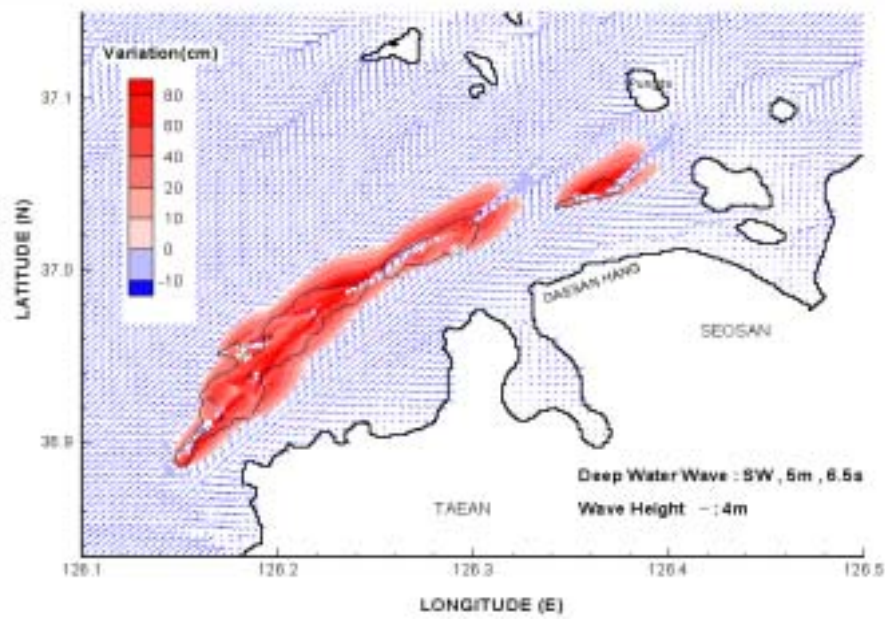 Variation(cm)
80
60
40
20
10
0
-10
37.1
37.0
36.9
LATITUDE (N)
DAESAN HANG
SEOSAN
TAEAN
Deep Water Wave : SW , 5m , 6.5s
Wave Height - : 4m
126.1
126.2
126.3
126.4
126.5
LONGITUDE (E)